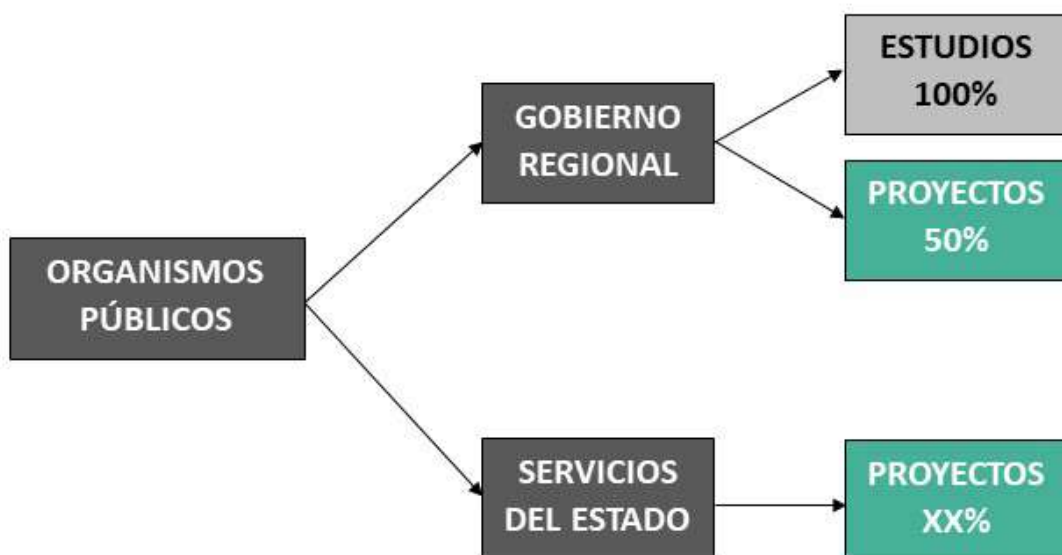 ORGANISMOS
PÚBLICOS
GOBIERNO
REGIONAL
ESTUDIOS
100%
PROYECTOS
50%
SERVICIOS
DEL ESTADO
PROYECTOS
XX%